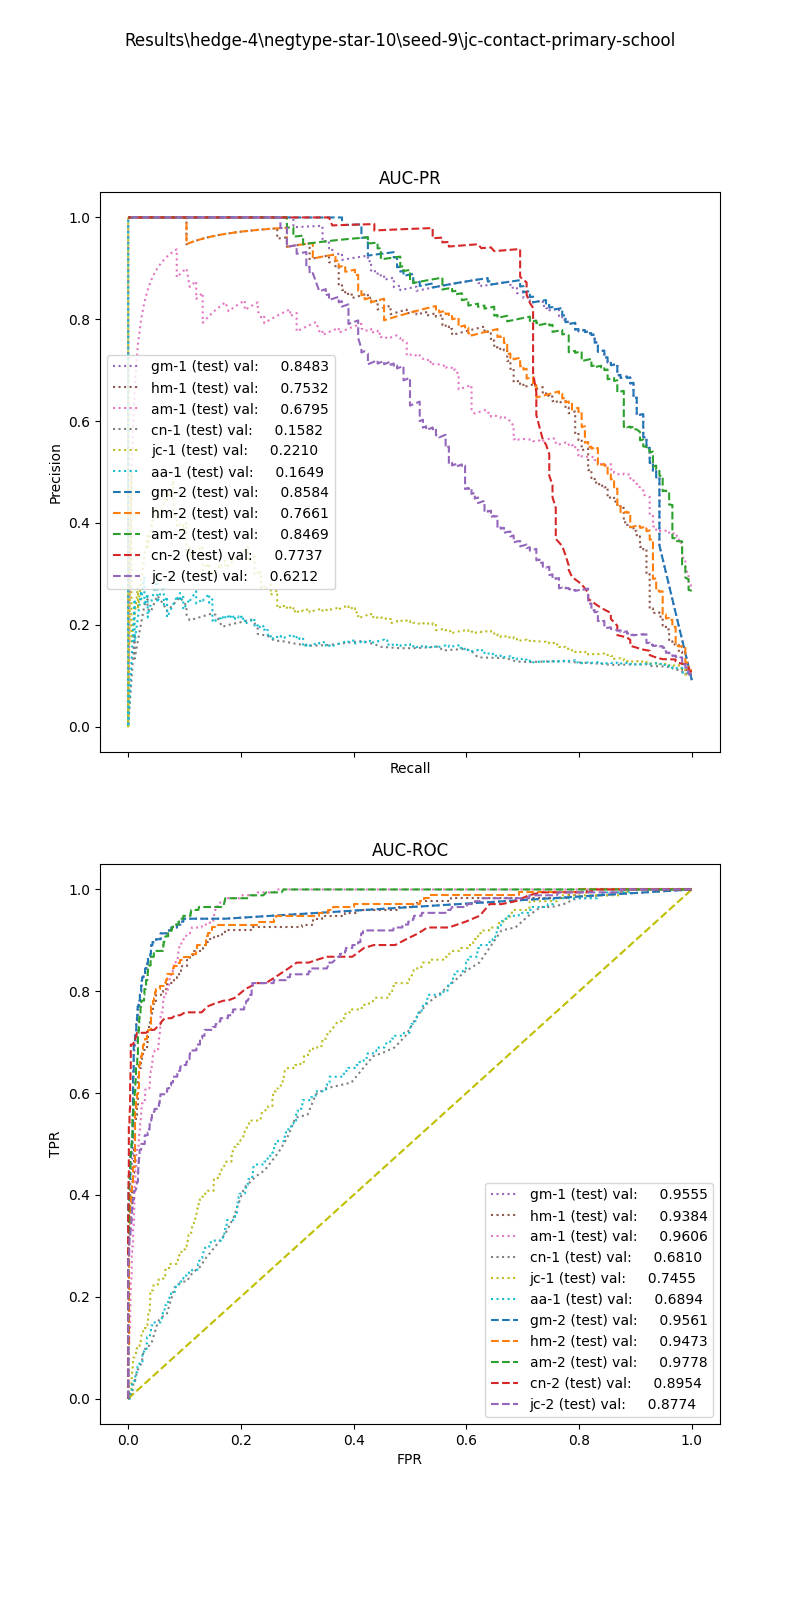 Results\hedge-4\negtype-star-10\seed-9\jc-contact-primary-school
AUC-PR
1.0
0.8
0.6
0.4
0.2
0.0
Precision
gm-1 (test) val: 0.8483
hm-1 (test) val: 0.7532
am-1 (test) val: 0.6795
cn-1 (test) val: 0.1582
jc-1 (test) val: 0.2210
aa-1 (test) val: 0.1649
gm-2 (test) val: 0.8584
hm-2 (test) val: 0.7661
am-2 (test) val: 0.8469
cn-2 (test) val: 0.7737
jc-2 (test) val: 0.6212
Recall
AUC-ROC
1.0
0.8
0.6
0.4
0.2
0.0
TPR
gm-1 (test) val: 0.9555
hm-1 (test) val: 0.9384
am-1 (test) val: 0.9606
cn-1 (test) val: 0.6810
jc-1 (test) val: 0.7455
aa-1 (test) val: 0.6894
gm-2 (test) val: 0.9561
hm-2 (test) val: 0.9473
am-2 (test) val: 0.9778
cn-2 (test) val: 0.8954
jc-2 (test) val: 0.8774
0.0 0.2 0.4 0.6 0.8 1.0
FPR